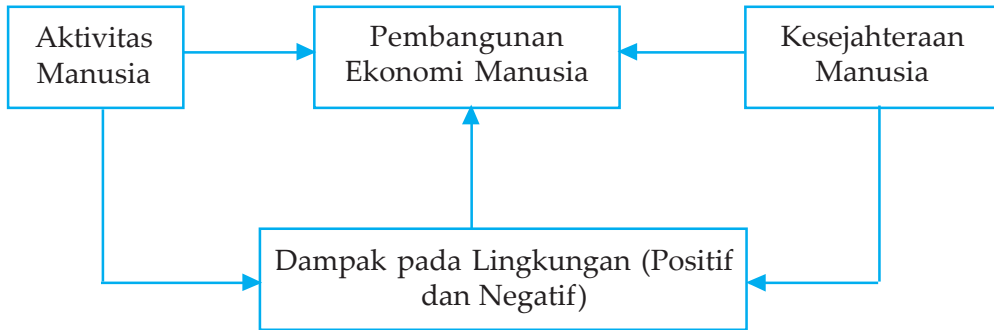 Aktivitas
Manusia
Pembangunan
Ekonomi Manusia
Kesejahteraan
Manusia
Dampak pada Lingkungan (Positif
dan Negatif)